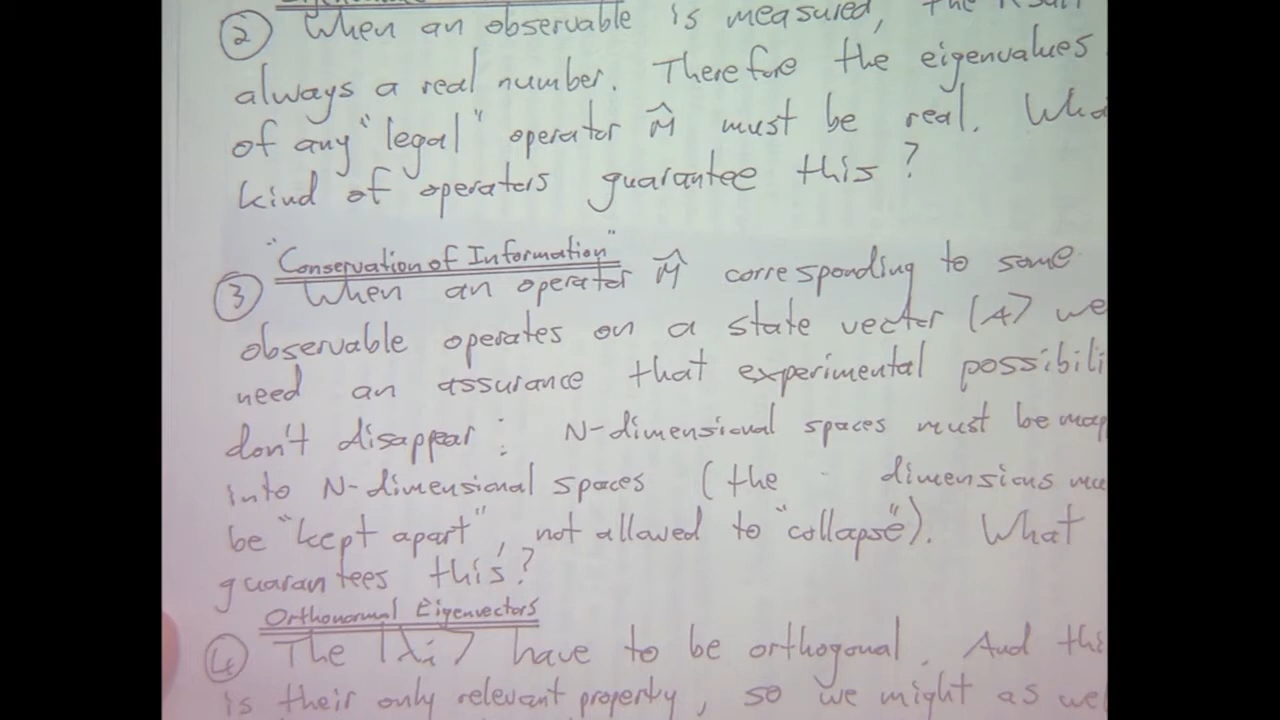 ② When an observable is measured, the
always a real number. Therefore the eigenvalues
of any "legal" operator M̂ must be real.
kind of operators guarantee this?
"Conservation of Information"
③ When an operator M̂ corresponding to some
observable operates on a state vector |A> we
need an assurance that experimental possibili
don't disappear : N-dimensional spaces must be map
into N-dimensional spaces (the dimensions mu
be "kept apart", not allowed to "collapse"). What
guarantees this?
Orthonormal Eigenvectors
④ The |λi> have to be orthogonal. And thi
is their only relevant property, so we might as we